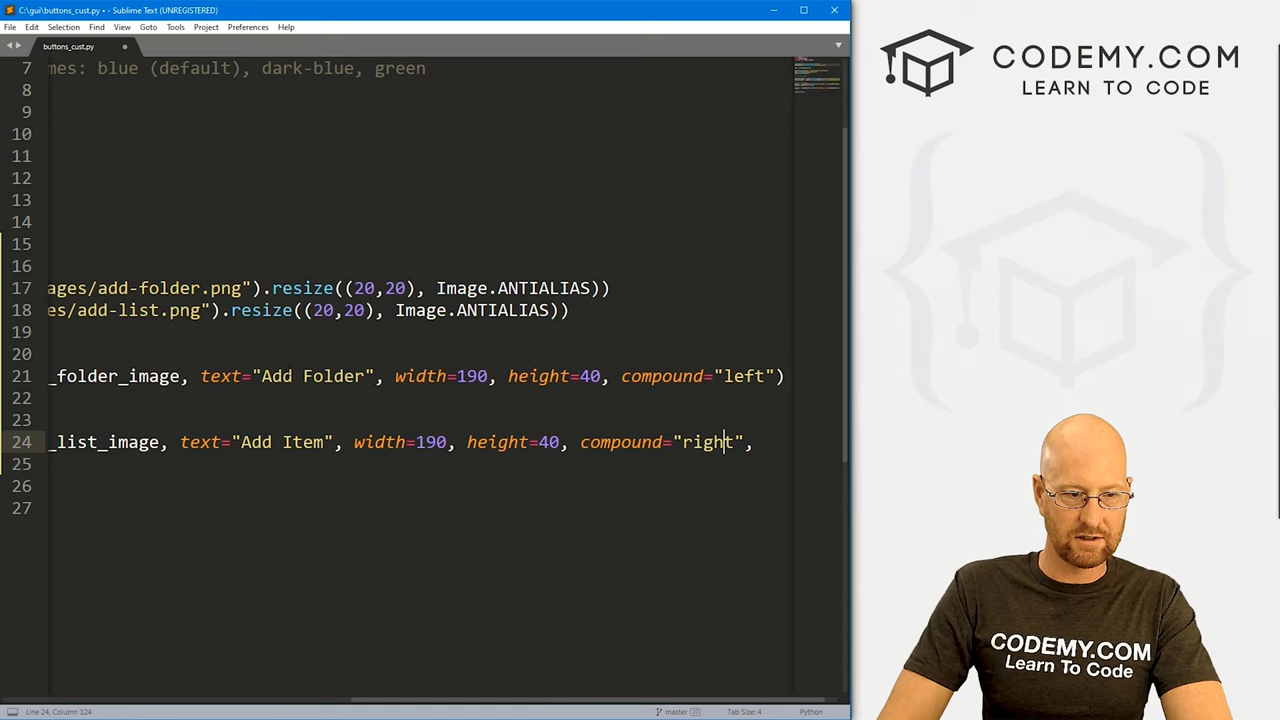 C:\gui\buttons_cust.py • - Sublime Text (UNREGISTERED)
File Edit Selection Find View Goto Tools Project Preferences Help
buttons_cust.py
7 mes: blue (default), dark-blue, green
8
9
10
11
12
13
14
15
16
17 ages/add-folder.png").resize((20,20), Image.ANTIALIAS))
18 es/add-list.png").resize((20,20), Image.ANTIALIAS))
19
20
21 _folder_image, text="Add Folder", width=190, height=40, compound="left")
22
23
24 _list_image, text="Add Item", width=190, height=40, compound="right",
25
26
27
Line 24, Column 124
master
Tab Size: 4
Python
CODEMY.COM
LEARN TO CODE
CODEMY.COM
Learn To Code